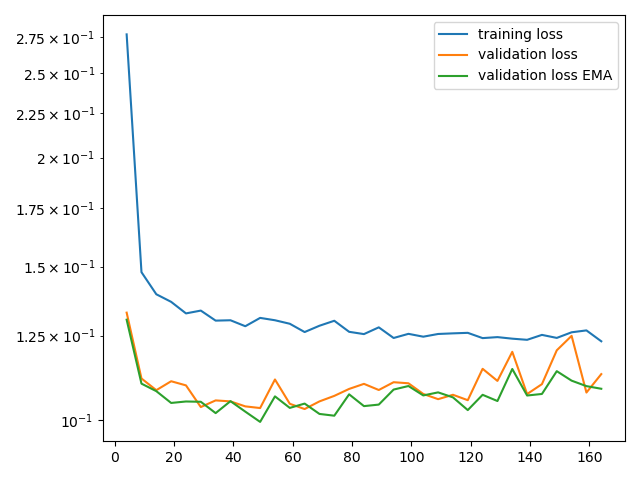 2.75 × 10⁻¹
2.5 × 10⁻¹
2.25 × 10⁻¹
2 × 10⁻¹
1.75 × 10⁻¹
1.5 × 10⁻¹
1.25 × 10⁻¹
10⁻¹
training loss
validation loss
validation loss EMA
0 20 40 60 80 100 120 140 160